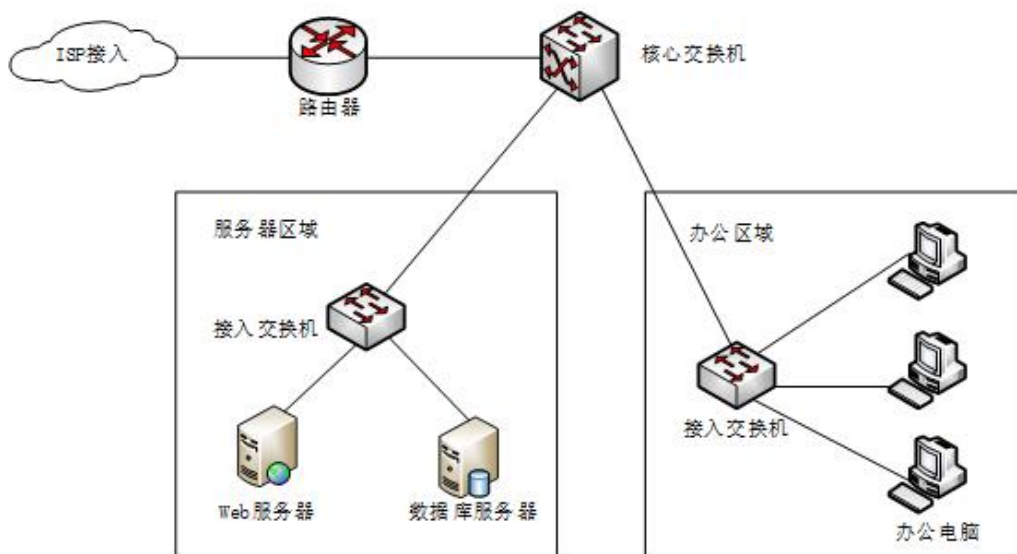 ISP接入
路由器
核心交换机
服务器区域
办公区域
接入交换机
接入交换机
Web服务器
数据库服务器
办公电脑